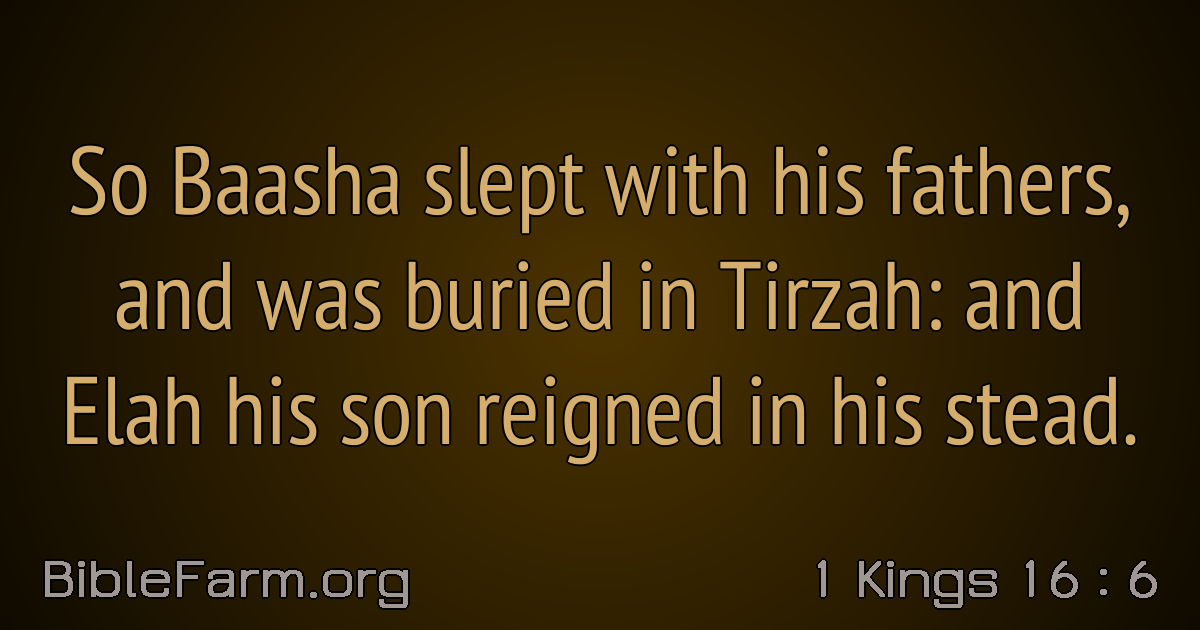 So Baasha slept with his fathers,
and was buried in Tirzah: and
Elah his son reigned in his stead.
BibleFarm.org
1 Kings 16 : 6